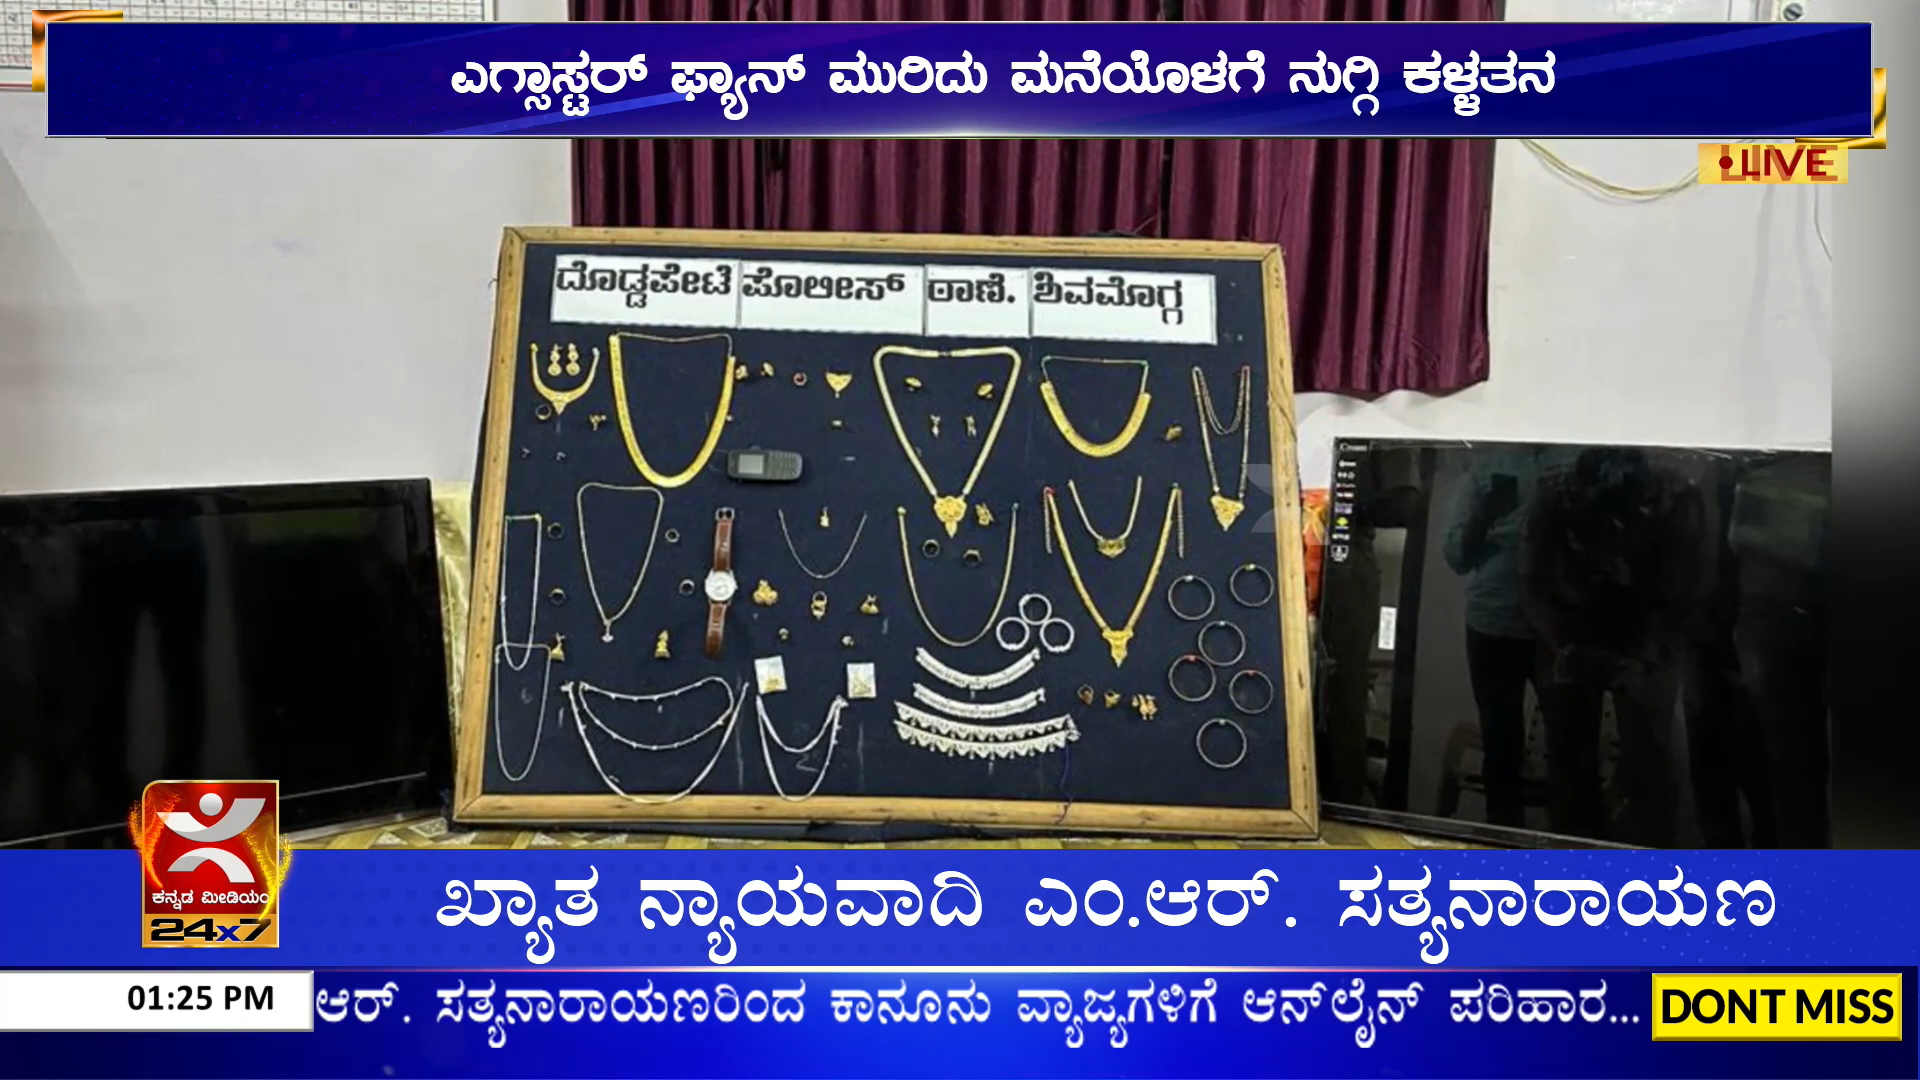 ಎಗ್ಸಾಸ್ಟರ್ ಫ್ಯಾನ್ ಮುರಿದು ಮನೆಯೊಳಗೆ ನುಗ್ಗಿ ಕಳ್ಳತನ
LIVE
ದೊಡ್ಡಪೇಟೆ ಪೊಲೀಸ್ ಠಾಣೆ. ಶಿವಮೊಗ್ಗ
ಕನ್ನಡ ಮೀಡಿಯಂ
24x7
ಖ್ಯಾತ ನ್ಯಾಯವಾದಿ ಎಂ.ಆರ್. ಸತ್ಯನಾರಾಯಣ
01:25 PM
ಆರ್. ಸತ್ಯನಾರಾಯಣರಿಂದ ಕಾನೂನು ವ್ಯಾಜ್ಯಗಳಿಗೆ ಆನ್‌ಲೈನ್ ಪರಿಹಾರ...
DONT MISS